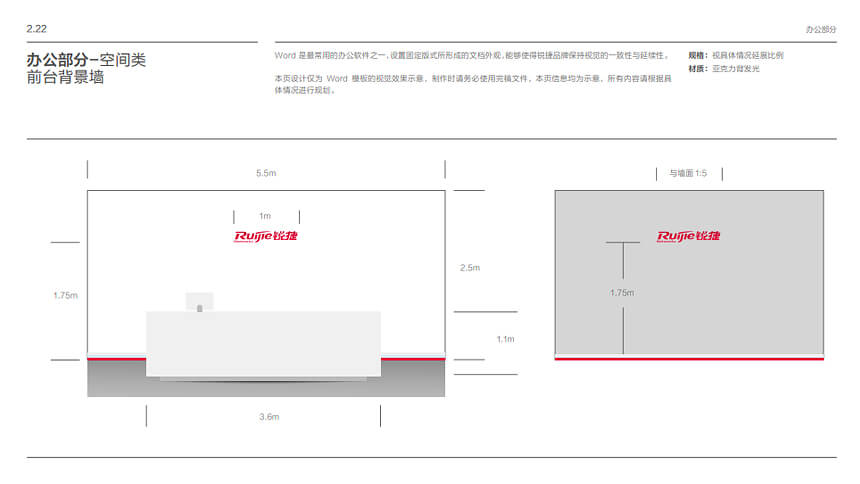 2.22
办公部分
办公部分–空间类
前台背景墙
Word 是最常用的办公软件之一，设置固定版式所形成的文档外观，能够使得锐捷品牌保持视觉的一致性与延续性。
本页设计仅为 Word 模板的视觉效果示意，制作时请务必使用完稿文件，本页信息均为示意，所有内容请根据具
体情况进行规划。
规格：视具体情况延展比例
材质：亚克力背发光
5.5m
1m
Ruijie锐捷
1.75m
2.5m
1.1m
3.6m
与墙面1:5
Ruijie锐捷
1.75m